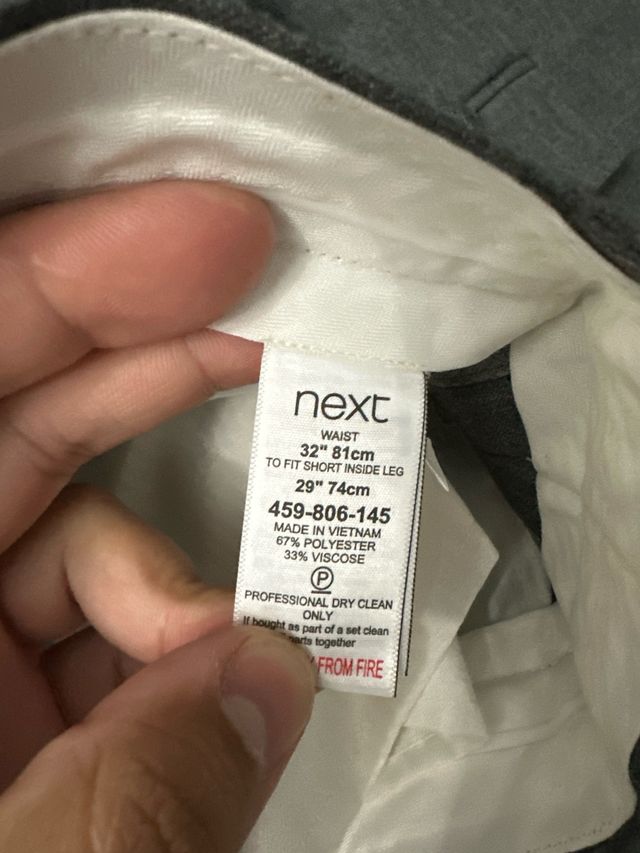 next
WAIST
32" 81cm
TO FIT SHORT INSIDE LEG
29" 74cm
459-806-145
MADE IN VIETNAM
67% POLYESTER
33% VISCOSE
P
PROFESSIONAL DRY CLEAN
ONLY
If bought as part of a set clean
parts together
FROM FIRE